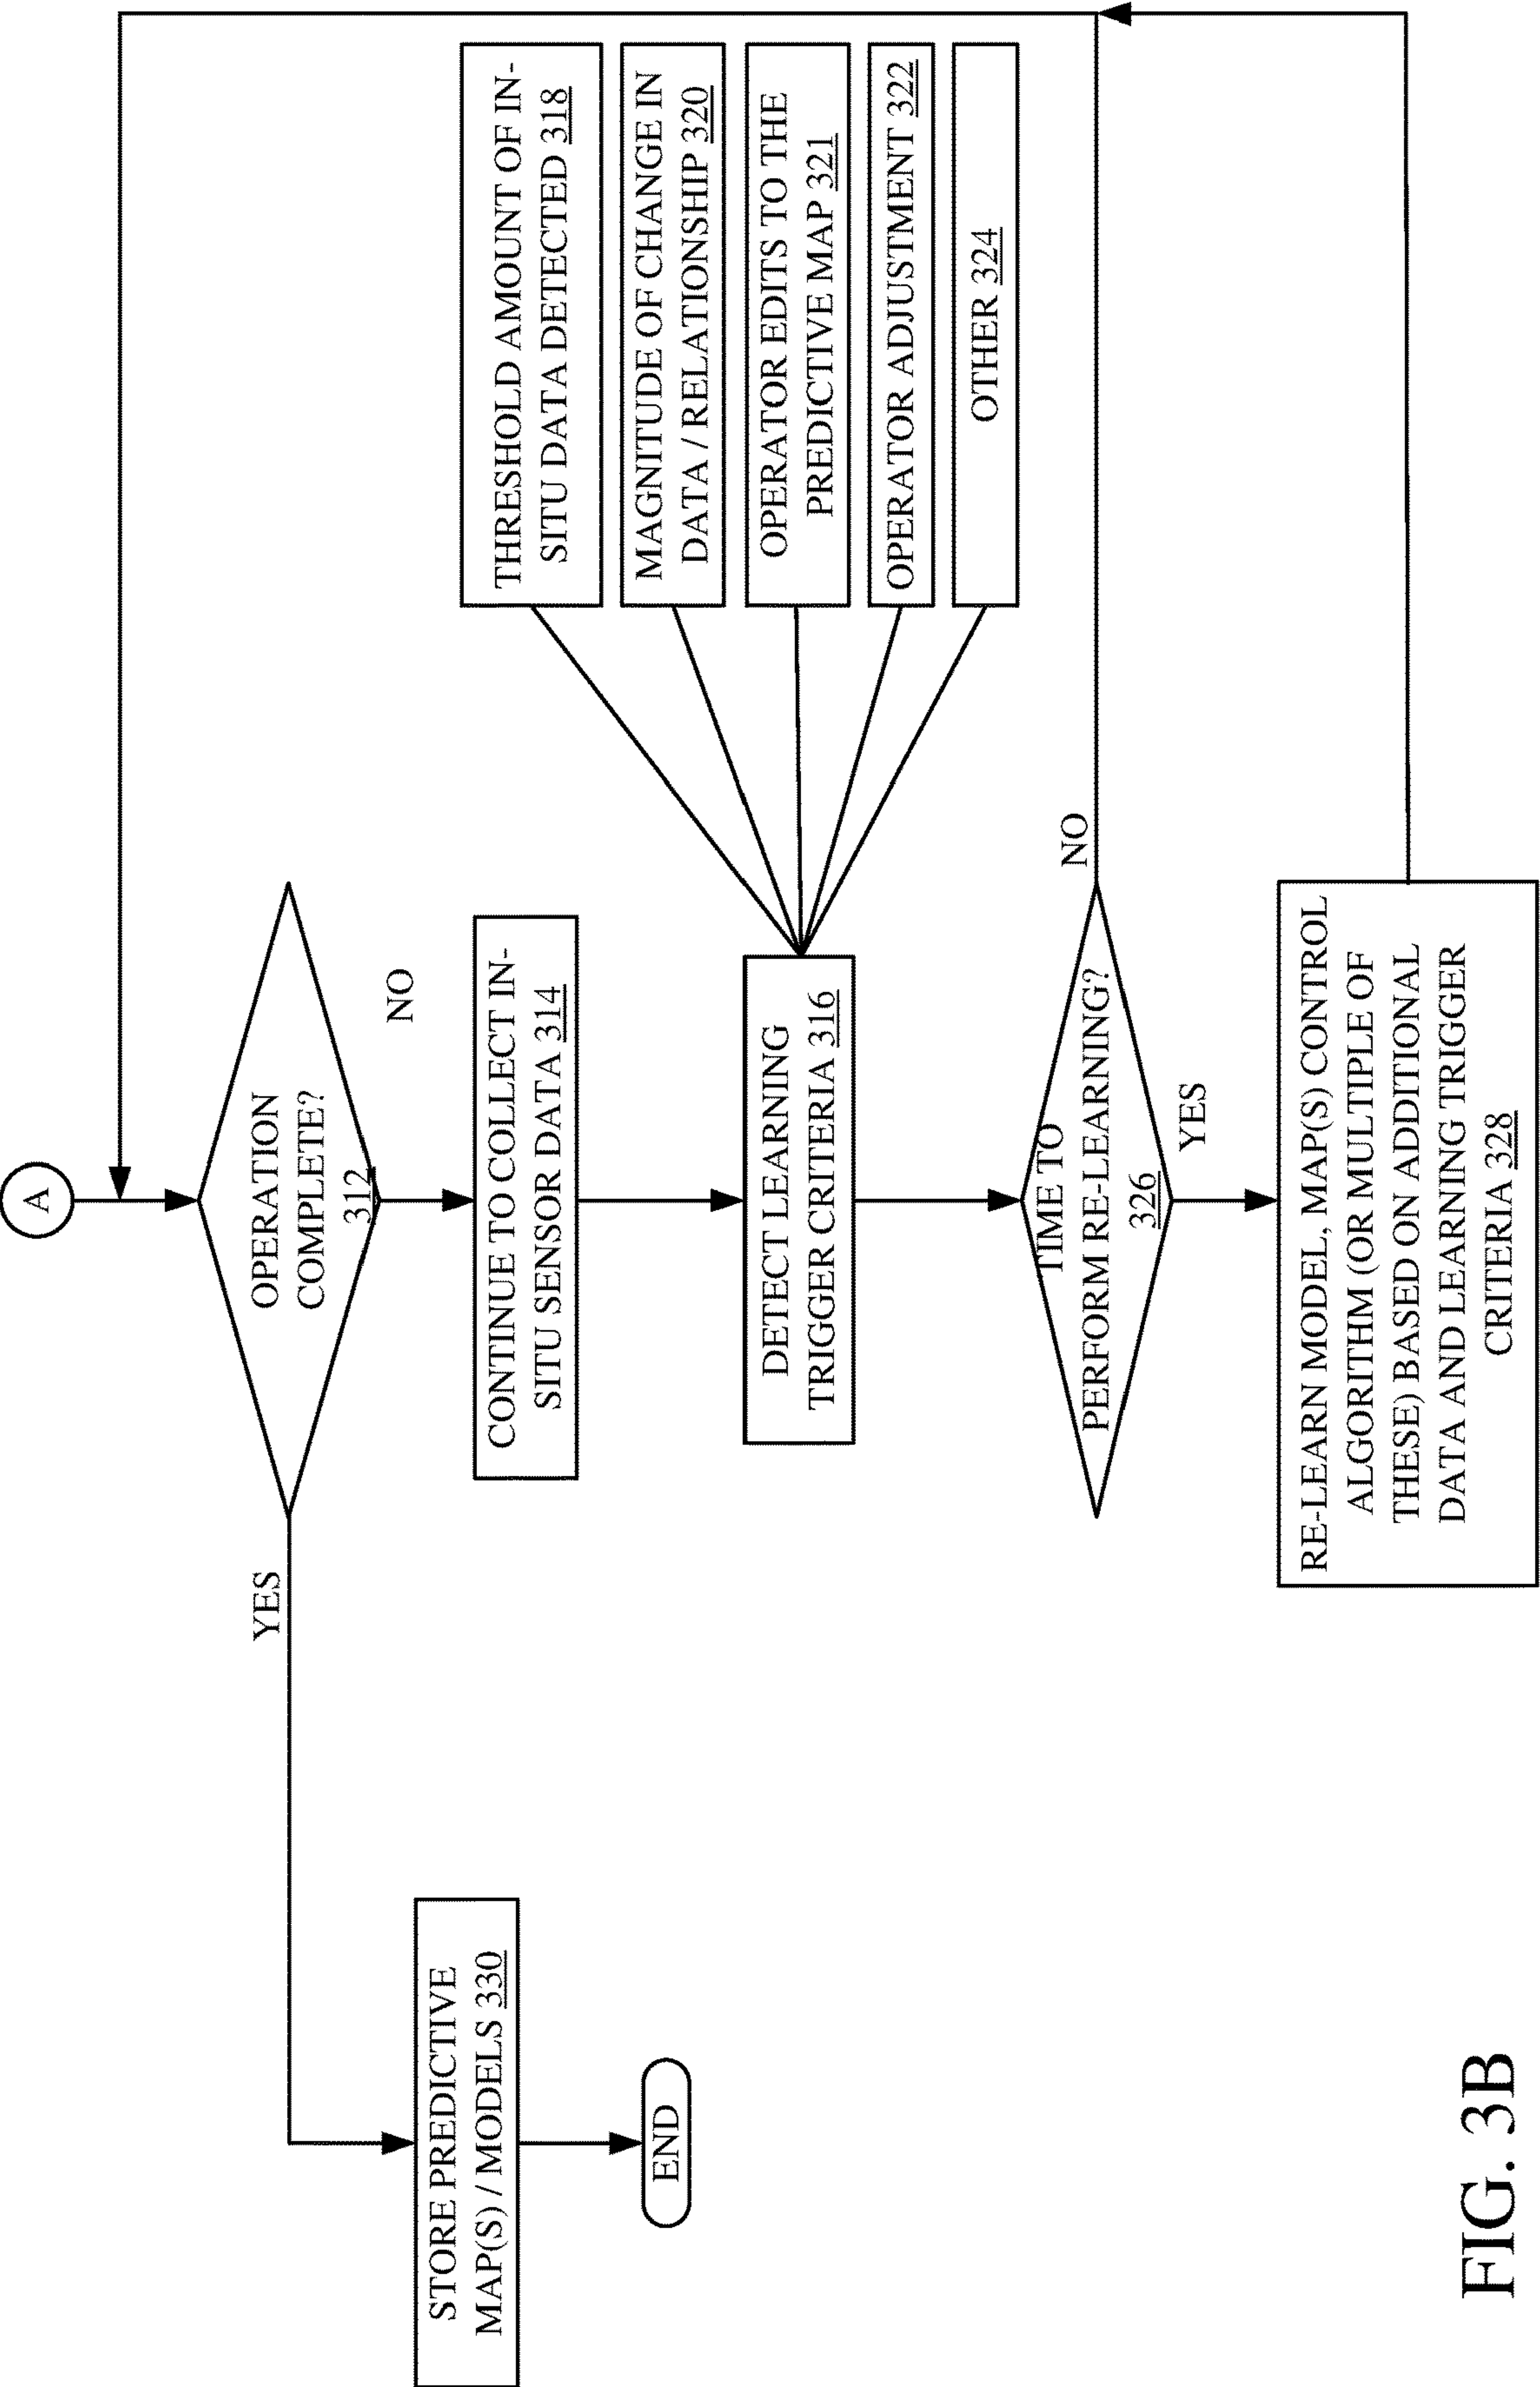 A
OPERATION
COMPLETE?
312
YES
NO
CONTINUE TO COLLECT IN-
SITU SENSOR DATA 314
DETECT LEARNING
TRIGGER CRITERIA 316
THRESHOLD AMOUNT OF IN-
SITU DATA DETECTED 318
MAGNITUDE OF CHANGE IN
DATA / RELATIONSHIP 320
OPERATOR EDITS TO THE
PREDICTIVE MAP 321
OPERATOR ADJUSTMENT 322
OTHER 324
TIME TO
PERFORM RE-LEARNING?
326
NO
YES
RE-LEARN MODEL, MAP(S) CONTROL
ALGORITHM (OR MULTIPLE OF
THESE) BASED ON ADDITIONAL
DATA AND LEARNING TRIGGER
CRITERIA 328
STORE PREDICTIVE
MAP(S) / MODELS 330
END
FIG. 3B